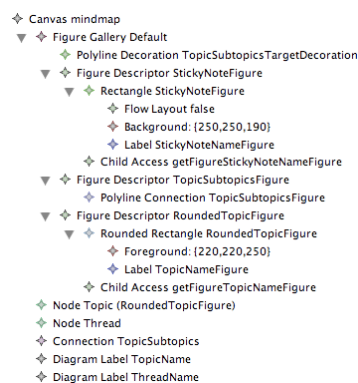 Canvas mindmap
Figure Gallery Default
Polyline Decoration TopicSubtopicsTargetDecoration
Figure Descriptor StickyNoteFigure
Rectangle StickyNoteFigure
Flow Layout false
Background: {250,250,190}
Label StickyNoteNameFigure
Child Access getFigureStickyNoteNameFigure
Figure Descriptor TopicSubtopicsFigure
Polyline Connection TopicSubtopicsFigure
Figure Descriptor RoundedTopicFigure
Rounded Rectangle RoundedTopicFigure
Foreground: {220,220,250}
Label TopicNameFigure
Child Access getFigureTopicNameFigure
Node Topic (RoundedTopicFigure)
Node Thread
Connection TopicSubtopics
Diagram Label TopicName
Diagram Label ThreadName